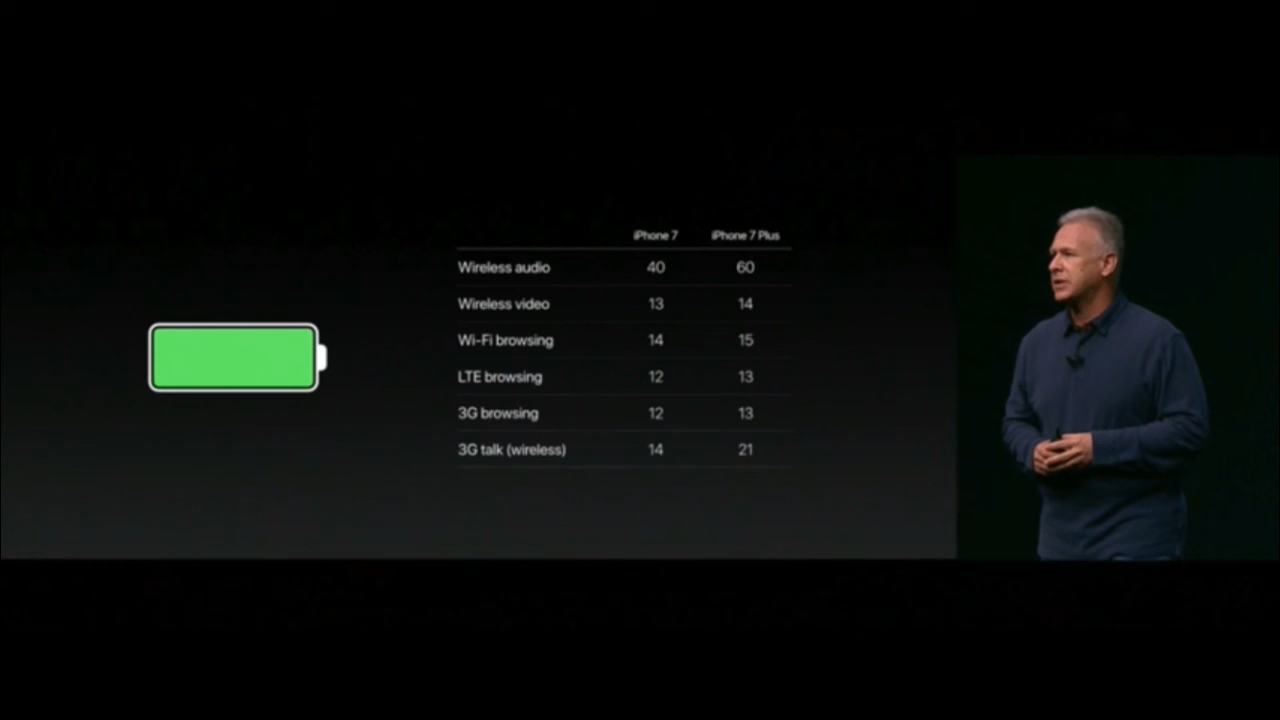 iPhone 7 iPhone 7 Plus
Wireless audio 40 60
Wireless video 13 14
Wi-Fi browsing 14 15
LTE browsing 12 13
3G browsing 12 13
3G talk (wireless) 14 21